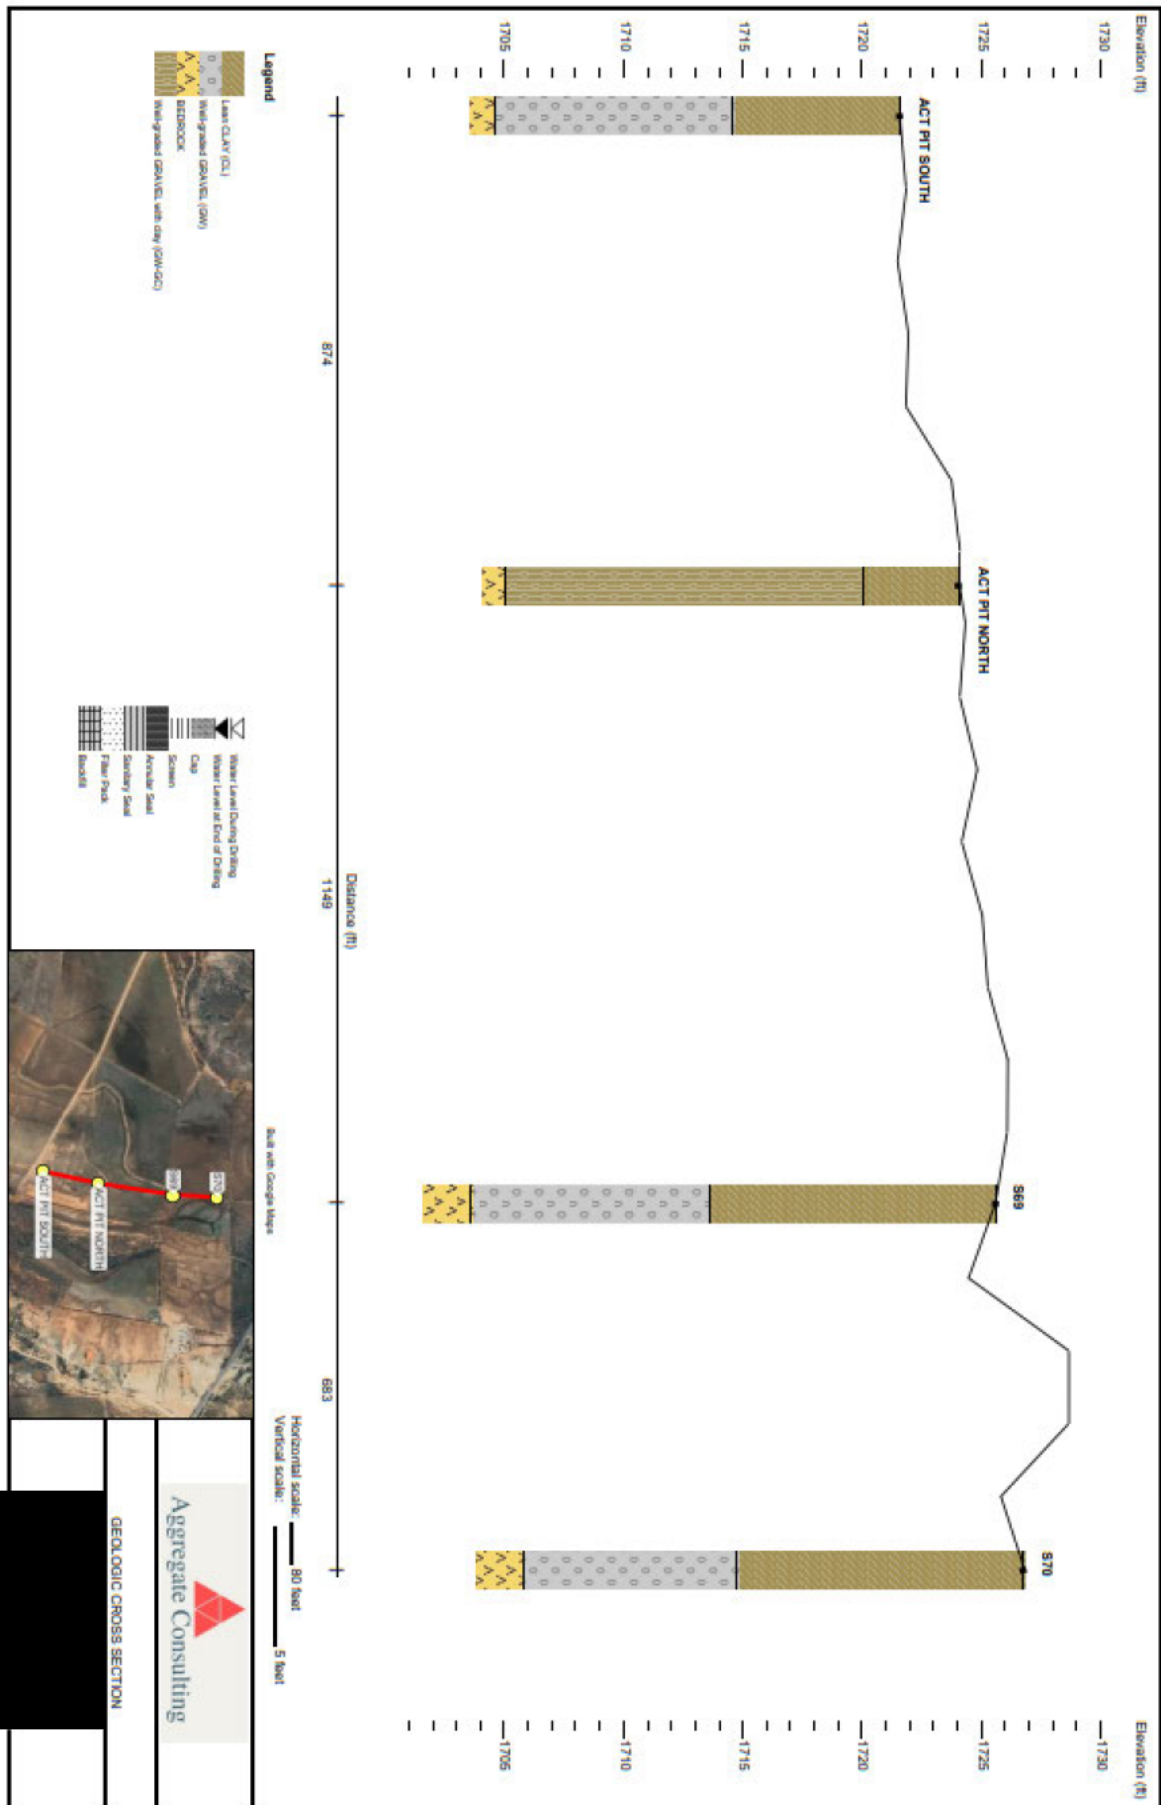 Elevation (ft)
Elevation (ft)
1730
1725
1720
1715
1710
1705
1730
1725
1720
1715
1710
1705
ACT PIT SOUTH
ACT PIT NORTH
S69
S70
874
1149
683
Distance (ft)
Legend
Lean CLAY (CL)
Well-graded GRAVEL (GW)
BEDROCK
Well-graded GRAVEL with clay (GW-GC)
Water Level During Drilling
Water Level at End of Drilling
Cap
Screen
Annular Seal
Sanitary Seal
Filter Pack
Backfill
Built with Google Maps
S70
S69
ACT PIT NORTH
ACT PIT SOUTH
Horizontal scale: 80 feet
Vertical scale: 5 feet
Aggregate Consulting
GEOLOGIC CROSS SECTION